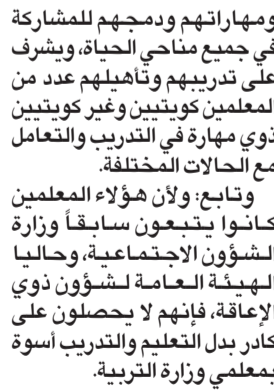 ومهاراتهم ودمجهم للمشاركة
في جميع مناحي الحياة، ويشرف
على تدريبهم وتأهيلهم عدد من
المعلمين كويتيين وغير كويتيين
ذوي مهارة في التدريب والتعامل
مع الحالات المختلفة.
وتابع: ولأن هؤلاء المعلمين
كانوا يتبعون سابقاً وزارة
الشؤون الاجتماعية، وحاليا
الهيئة العامة لشؤون ذوي
الإعاقة، فإنهم لا يحصلون على
كادر بدل التعليم والتدريب أسوة
بمعلمي وزارة التربية.